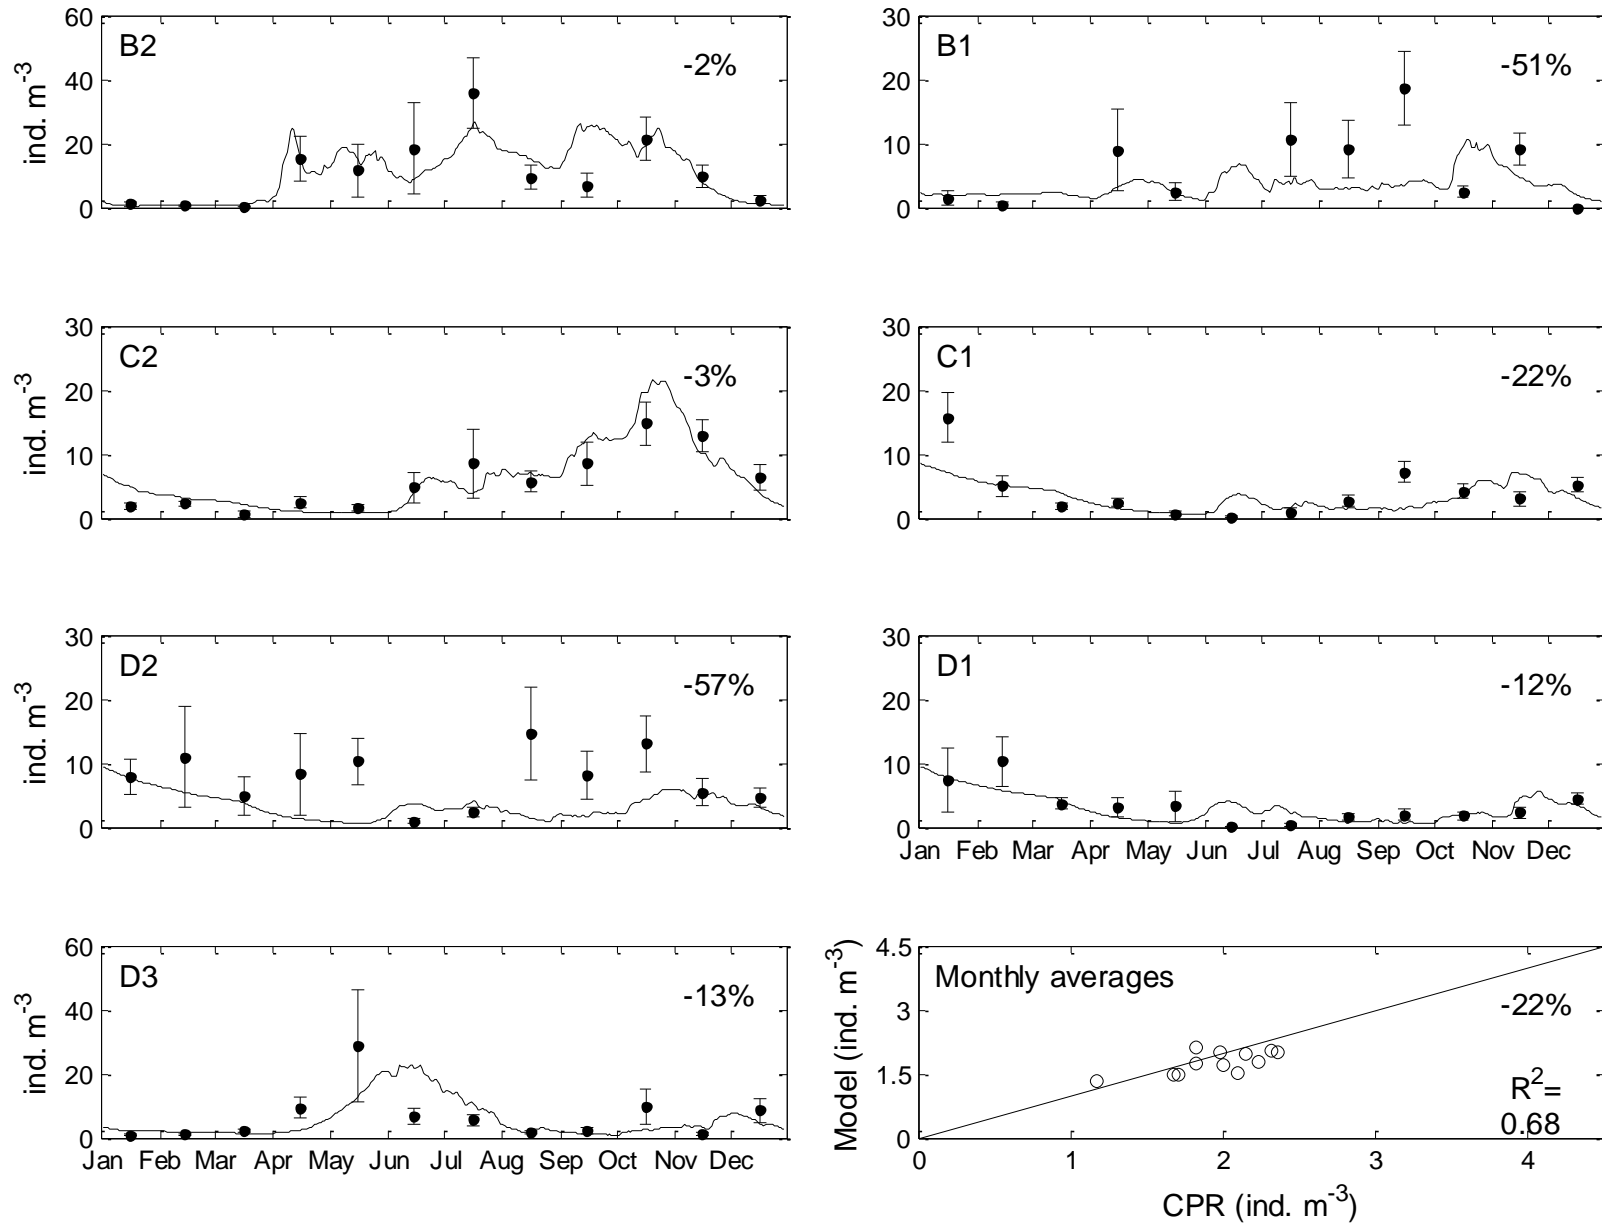 B2
-2%
60
40
20
0
ind. m-3
B1
-51%
30
20
10
0
C2
-3%
30
20
10
0
ind. m-3
C1
-22%
30
20
10
0
D2
-57%
30
20
10
0
ind. m-3
D1
-12%
30
20
10
0
Jan Feb Mar Apr May Jun Jul Aug Sep Oct Nov Dec
D3
-13%
60
40
20
0
ind. m-3
Jan Feb Mar Apr May Jun Jul Aug Sep Oct Nov Dec
Monthly averages
-22%
R2=
0.68
4.5
3
1.5
0
Model (ind. m-3)
0 1 2 3 4
CPR (ind. m-3)